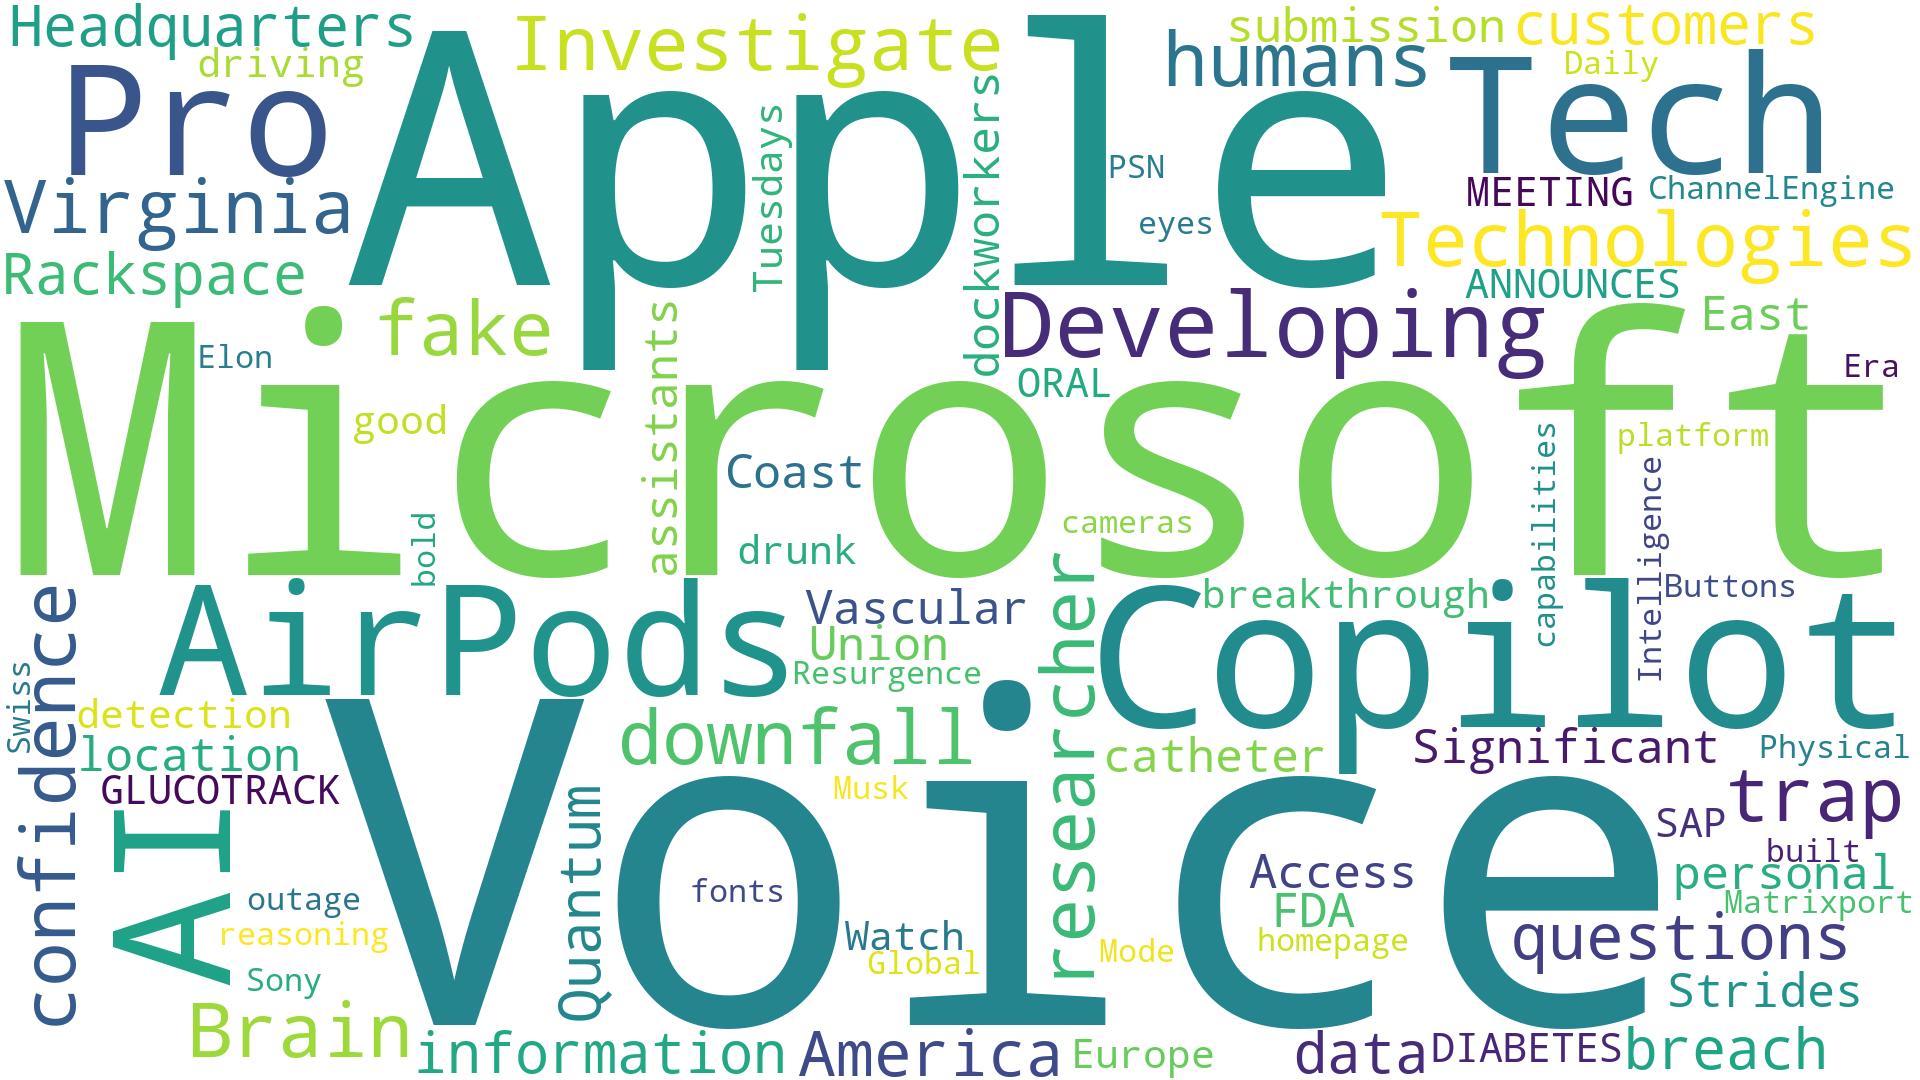 Headquarters
driving
Pro
Apple
Investigate
humans
submission
customers
Daily
Tech
Virginia
Tuesdays
dockworkers
PSN
eyes
MEETING
ChannelEngine
Technologies
Rackspace
ANNOUNCES
fake
Developing
East
Microsoft
Elon
assistants
ORAL
Era
good
Coast
capabilities
platform
Intelligence
bold
drunk
cameras
researcher
confidence
AirPods
Vascular
Union
Resurgence
breakthrough
Copilot
Buttons
Swiss
detection
location
downfall
catheter
Significant
Physical
GLUCOTRACK
Voice
Musk
trap
AI
Quantum
SAP
built
fonts
Access
personal
outage
FDA
Matrixport
reasoning
Watch
Global
Mode
homepage
questions
Sony
Strides
Brain
information
America
Europe
data
DIABETES
breach